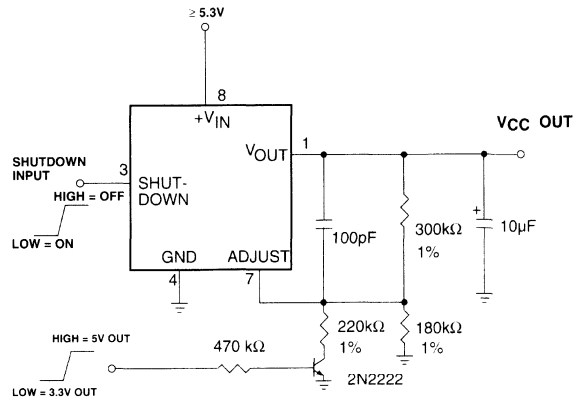 ≥ 5.3V
8
+VIN
VOUT
1
VCC OUT
SHUTDOWN
INPUT
3
SHUT-
DOWN
HIGH = OFF
LOW = ON
100pF
300kΩ
1%
+
10µF
GND
ADJUST
4
7
220kΩ
1%
180kΩ
1%
HIGH = 5V OUT
470 kΩ
LOW = 3.3V OUT
2N2222